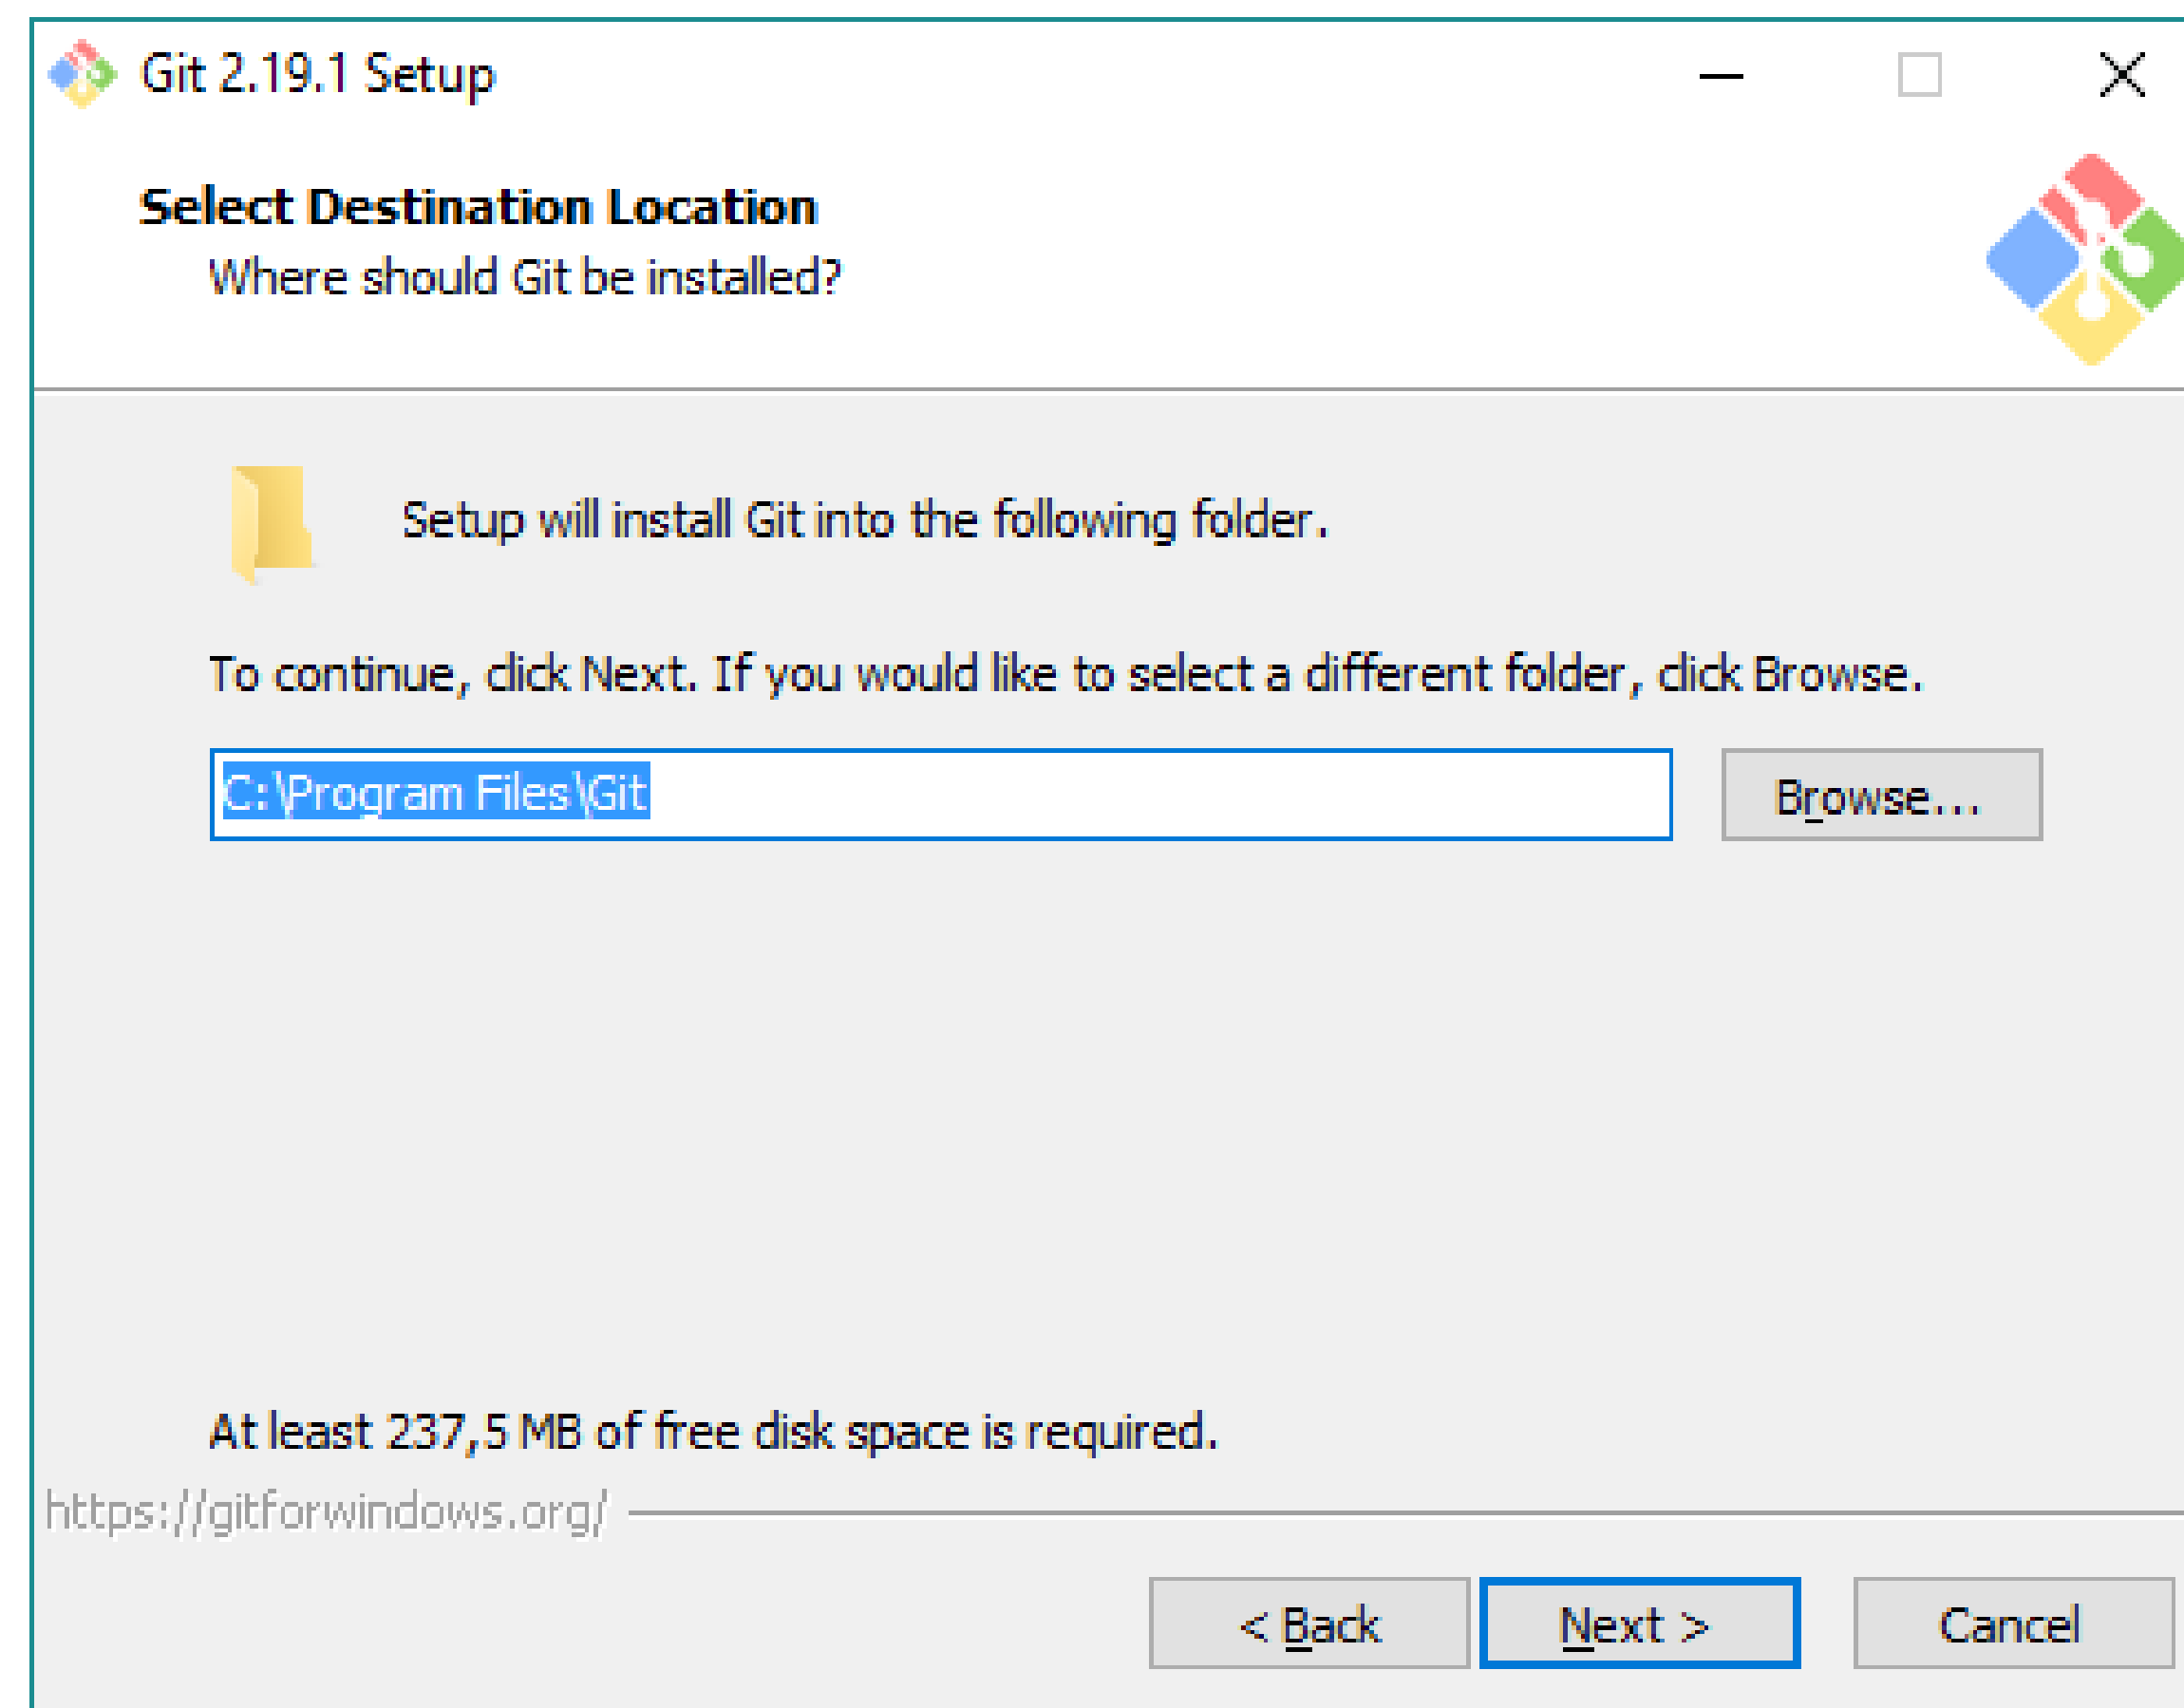 Git 2.19.1 Setup
Select Destination Location
Where should Git be installed?
Setup will install Git into the following folder.
To continue, click Next. If you would like to select a different folder, click Browse.
C:\Program Files\Git
Browse...
At least 237,5 MB of free disk space is required.
https://gitforwindows.org/
< Back
Next >
Cancel